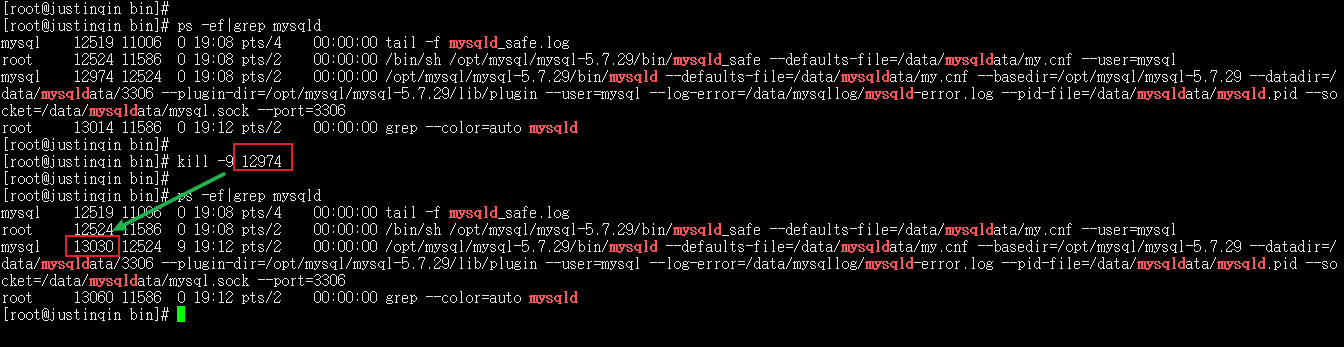 [root@justinqin bin]#
[root@justinqin bin]# ps -ef|grep mysqld
mysql    12519 11006  0 19:08 pts/4    00:00:00 tail -f mysqld_safe.log
root     12524 11586  0 19:08 pts/2    00:00:00 /bin/sh /opt/mysql/mysql-5.7.29/bin/mysqld_safe --defaults-file=/data/mysqldata/my.cnf --user=mysql
mysql    12974 12524  0 19:12 pts/2    00:00:00 /opt/mysql/mysql-5.7.29/bin/mysqld --defaults-file=/data/mysqldata/my.cnf --basedir=/opt/mysql/mysql-5.7.29 --datadir=/
data/mysqldata/3306 --plugin-dir=/opt/mysql/mysql-5.7.29/lib/plugin --user=mysql --log-error=/data/mysqllog/mysqld-error.log --pid-file=/data/mysqldata/mysqld.pid --so
cket=/data/mysqldata/mysql.sock --port=3306
root     13014 11586  0 19:12 pts/2    00:00:00 grep --color=auto mysqld
[root@justinqin bin]#
[root@justinqin bin]# kill -9 12974
[root@justinqin bin]#
[root@justinqin bin]# ps -ef|grep mysqld
mysql    12519 11006  0 19:08 pts/4    00:00:00 tail -f mysqld_safe.log
root     12524 11586  0 19:08 pts/2    00:00:00 /bin/sh /opt/mysql/mysql-5.7.29/bin/mysqld_safe --defaults-file=/data/mysqldata/my.cnf --user=mysql
mysql    13030 12524  9 19:12 pts/2    00:00:00 /opt/mysql/mysql-5.7.29/bin/mysqld --defaults-file=/data/mysqldata/my.cnf --basedir=/opt/mysql/mysql-5.7.29 --datadir=/
data/mysqldata/3306 --plugin-dir=/opt/mysql/mysql-5.7.29/lib/plugin --user=mysql --log-error=/data/mysqllog/mysqld-error.log --pid-file=/data/mysqldata/mysqld.pid --so
cket=/data/mysqldata/mysql.sock --port=3306
root     13060 11586  0 19:12 pts/2    00:00:00 grep --color=auto mysqld
[root@justinqin bin]#